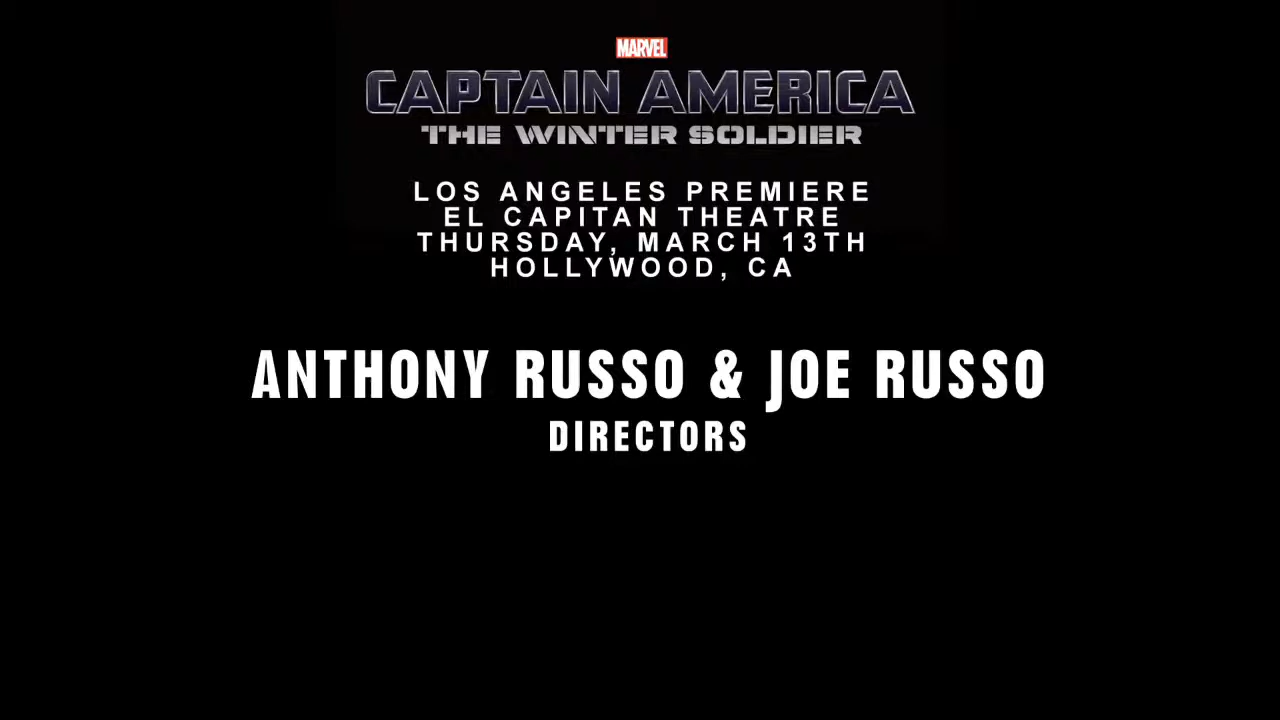 MARVEL
CAPTAIN AMERICA
THE WINTER SOLDIER
LOS ANGELES PREMIERE
EL CAPITAN THEATRE
THURSDAY, MARCH 13TH
HOLLYWOOD, CA
ANTHONY RUSSO & JOE RUSSO
DIRECTORS